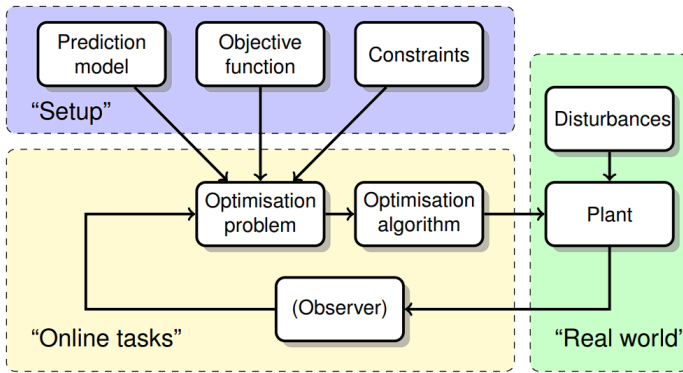 Prediction
model
Objective
function
Constraints
“Setup”
Disturbances
Optimisation
problem
Optimisation
algorithm
Plant
(Observer)
“Online tasks”
“Real world”